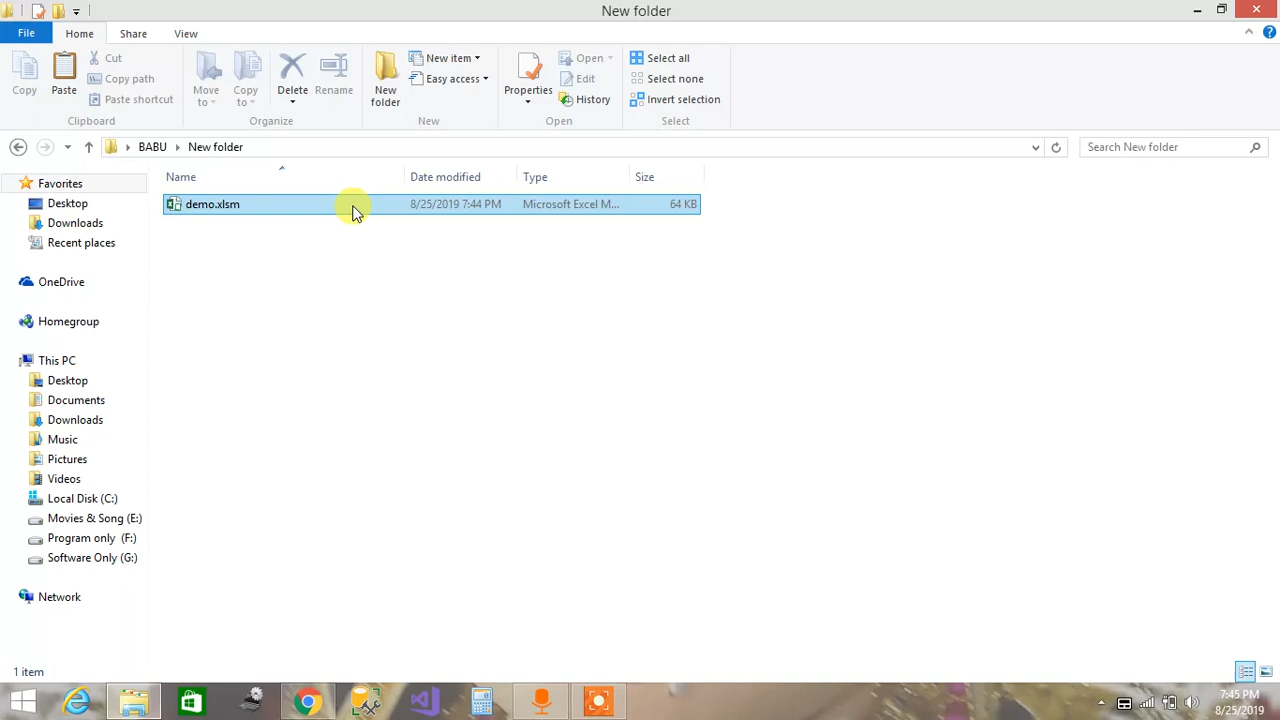 New folder
File Home Share View
Copy
Paste
Cut
Copy path
Paste shortcut
Clipboard
Move to
Copy to
Delete
Rename
Organize
New folder
New item
Easy access
New
Properties
Open
Edit
History
Open
Select all
Select none
Invert selection
Select
BABU New folder
Search New folder
Name Date modified Type Size
demo.xlsm 8/25/2019 7:44 PM Microsoft Excel M... 64 KB
Favorites
Desktop
Downloads
Recent places
OneDrive
Homegroup
This PC
Desktop
Documents
Downloads
Music
Pictures
Videos
Local Disk (C:)
Movies & Song (E:)
Program only (F:)
Software Only (G:)
Network
1 item
7:45 PM
8/25/2019